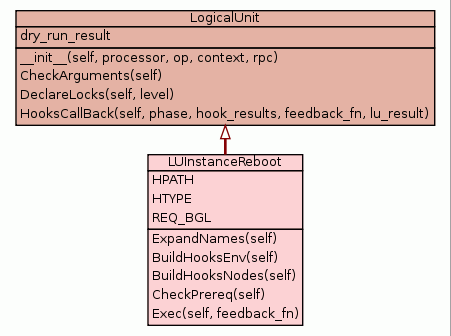 LogicalUnit
dry_run_result
__init__(self, processor, op, context, rpc)
CheckArguments(self)
DeclareLocks(self, level)
HooksCallBack(self, phase, hook_results, feedback_fn, lu_result)
LUInstanceReboot
HPATH
HTYPE
REQ_BGL
ExpandNames(self)
BuildHooksEnv(self)
BuildHooksNodes(self)
CheckPrereq(self)
Exec(self, feedback_fn)